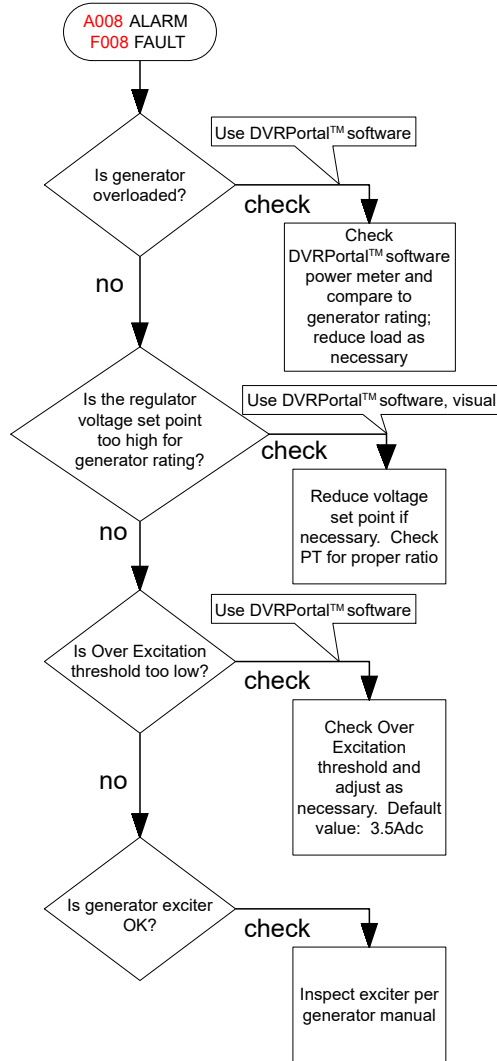 A008 ALARM
F008 FAULT
Use DVRPortal™ software
Is generator
overloaded?
check
Check
DVRPortal™ software
power meter and
compare to
generator rating;
reduce load as
necessary
no
Is the regulator
voltage set point
too high for
generator rating?
Use DVRPortal™ software, visual
check
Reduce voltage
set point if
necessary.  Check
PT for proper ratio
no
Use DVRPortal™ software
Is Over Excitation
threshold too low?
check
Check Over
Excitation
threshold and
adjust as
necessary.  Default
value:  3.5Adc
no
Is generator exciter
OK?
check
Inspect exciter per
generator manual